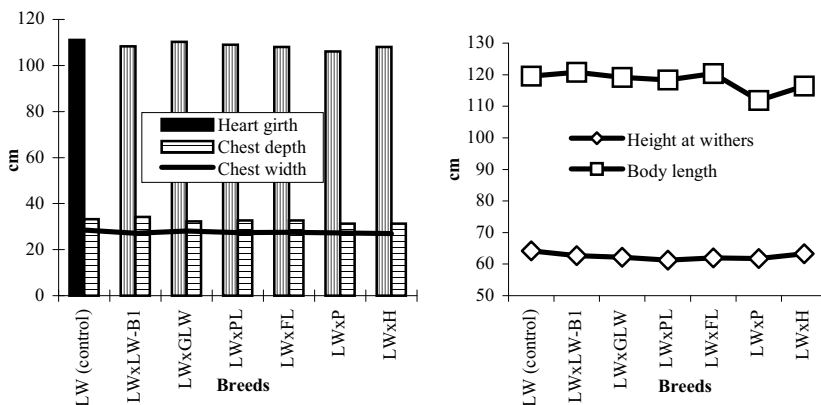 120
100
80
60
40
20
0
cm
Heart girth
Chest depth
Chest width
LW (control)
LWxLW-B1
LWxGLW
LWxPL
LWxFL
LWxP
LWxH
Breeds
130
120
110
100
90
80
70
60
50
cm
Height at withers
Body length
LW (control)
LWxLW-B1
LWxGLW
LWxPL
LWxFL
LWxP
LWxH
Breeds